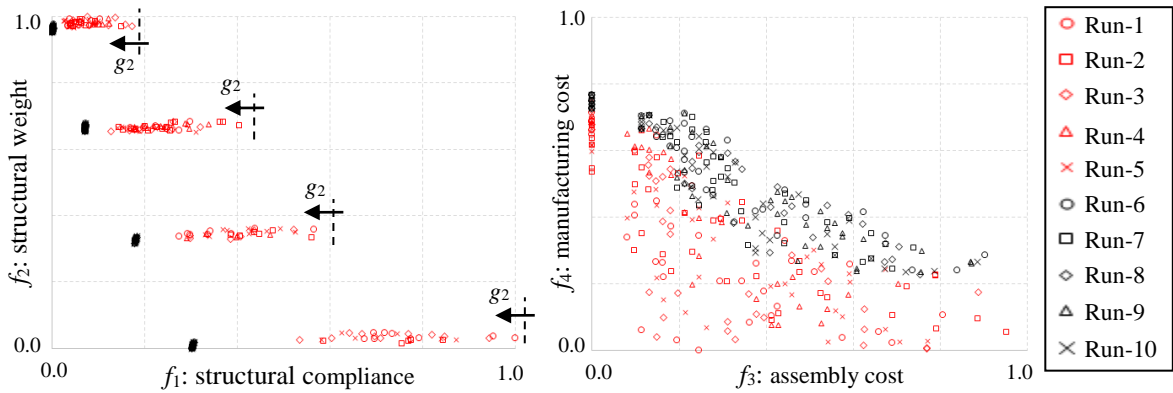 1.0
g2
g2
g2
g2
0.0
0.0
1.0
f1: structural compliance
f2: structural weight
1.0
0.0
0.0
1.0
f3: assembly cost
f4: manufacturing cost
Run-1
Run-2
Run-3
Run-4
Run-5
Run-6
Run-7
Run-8
Run-9
Run-10